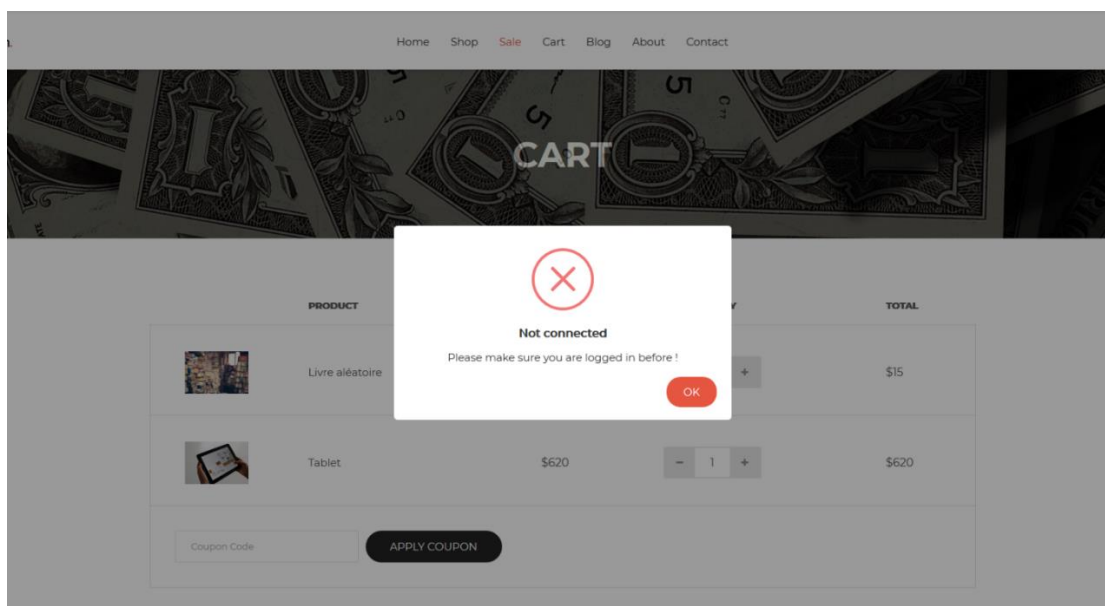 Home Shop Sale Cart Blog About Contact
CART
PRODUCT TOTAL
Not connected
Please make sure you are logged in before !
OK
Livre aléatoire + $15
Tablet $620 - 1 + $620
Coupon Code APPLY COUPON